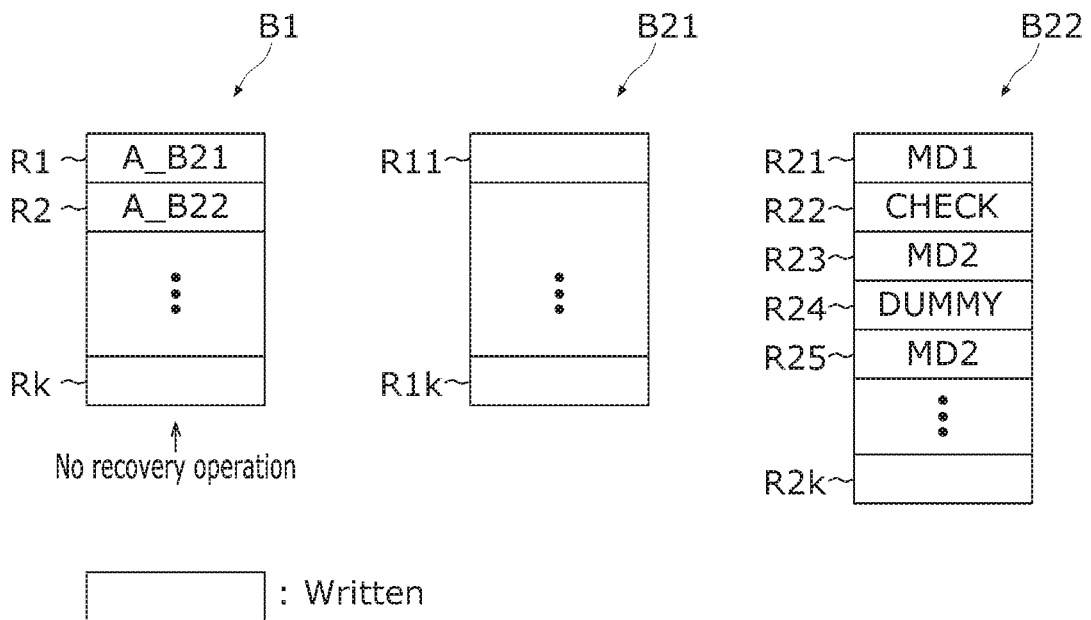 B1
B21
B22
R1 A_B21
R2 A_B22
Rk
No recovery operation
R11
R1k
R21 MD1
R22 CHECK
R23 MD2
R24 DUMMY
R25 MD2
R2k
: Written